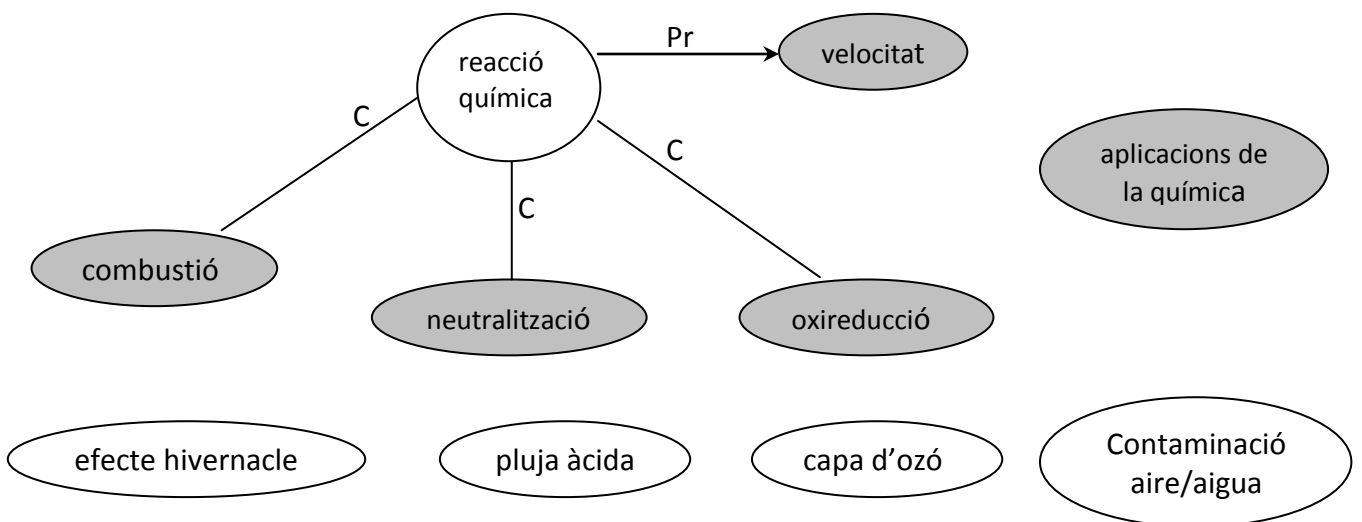 reacció
química
Pr
velocitat
C
C
C
aplicacions de
la química
combustió
neutralització
oxireducció
efecte hivernacle
pluja àcida
capa d'ozó
Contaminació
aire/aigua